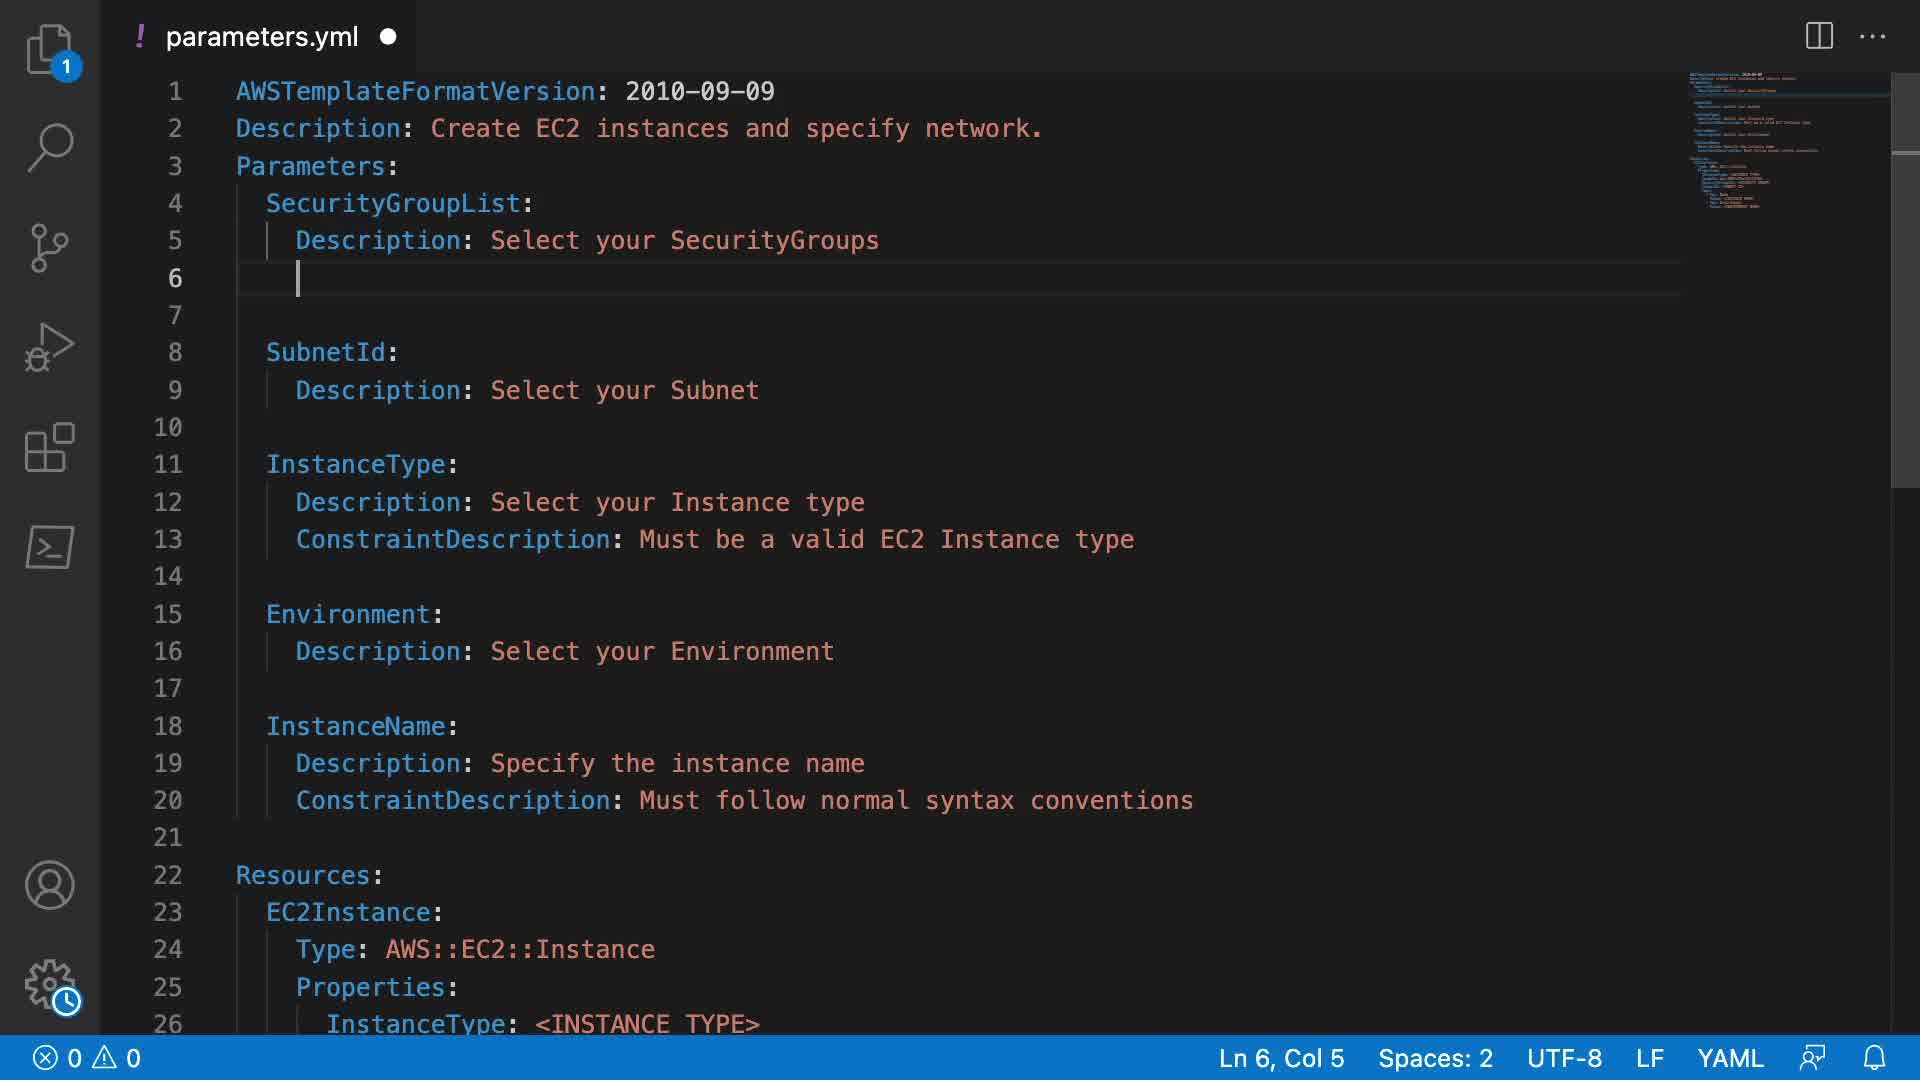 ! parameters.yml
1
1 AWSTemplateFormatVersion: 2010-09-09
2 Description: Create EC2 instances and specify network.
3 Parameters:
4   SecurityGroupList:
5     Description: Select your SecurityGroups
6
7
8   SubnetId:
9     Description: Select your Subnet
10
11   InstanceType:
12     Description: Select your Instance type
13     ConstraintDescription: Must be a valid EC2 Instance type
14
15   Environment:
16     Description: Select your Environment
17
18   InstanceName:
19     Description: Specify the instance name
20     ConstraintDescription: Must follow normal syntax conventions
21
22 Resources:
23   EC2Instance:
24     Type: AWS::EC2::Instance
25     Properties:
26       InstanceType: <INSTANCE TYPE>
0 0 Ln 6, Col 5 Spaces: 2 UTF-8 LF YAML